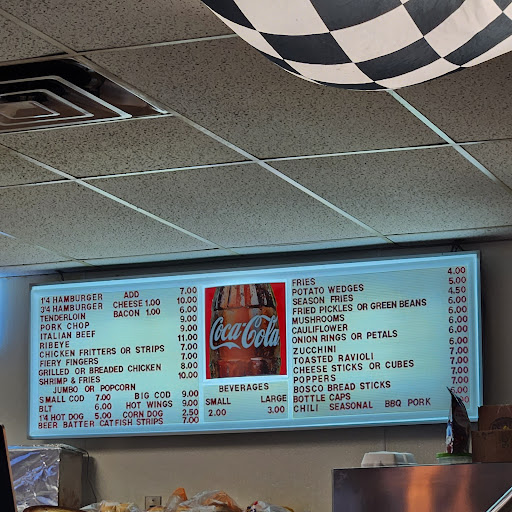 1'4 HAMBURGER ADD 7.00
3'4 HAMBURGER CHEESE 1.00 10.00
TENDERLOIN BACON 1.00 6.00
PORK CHOP 9.00
ITALIAN BEEF 9.00
RIBEYE 9.00
CHICKEN FRITTERS OR STRIPS 7.00
FIERY FINGERS 7.00
GRILLED OR BREADED CHICKEN 8.00
SHRIMP & FRIES 10.00
JUMBO OR POPCORN
SMALL COD 7.00 BIG COD 9.00
BLT 6.00 HOT WINGS 9.00
1'4 HOT DOG 5.00 CORN DOG 2.50
BEER BATTER CATFISH STRIPS 7.00
Coca-Cola
BEVERAGES
SMALL LARGE
2.00 3.00
FRIES 4.00
POTATO WEDGES 5.00
SEASON FRIES 4.50
FRIED PICKLES OR GREEN BEANS 6.00
MUSHROOMS 6.00
CAULIFLOWER 6.00
ONION RINGS OR PETALS 6.00
ZUCCHINI 6.00
TOASTED RAVIOLI 7.00
CHEESE STICKS OR CUBES 7.00
POPPERS 7.00
BOSCO BREAD STICKS
BOTTLE CAPS
CHILI SEASONAL BBQ PORK